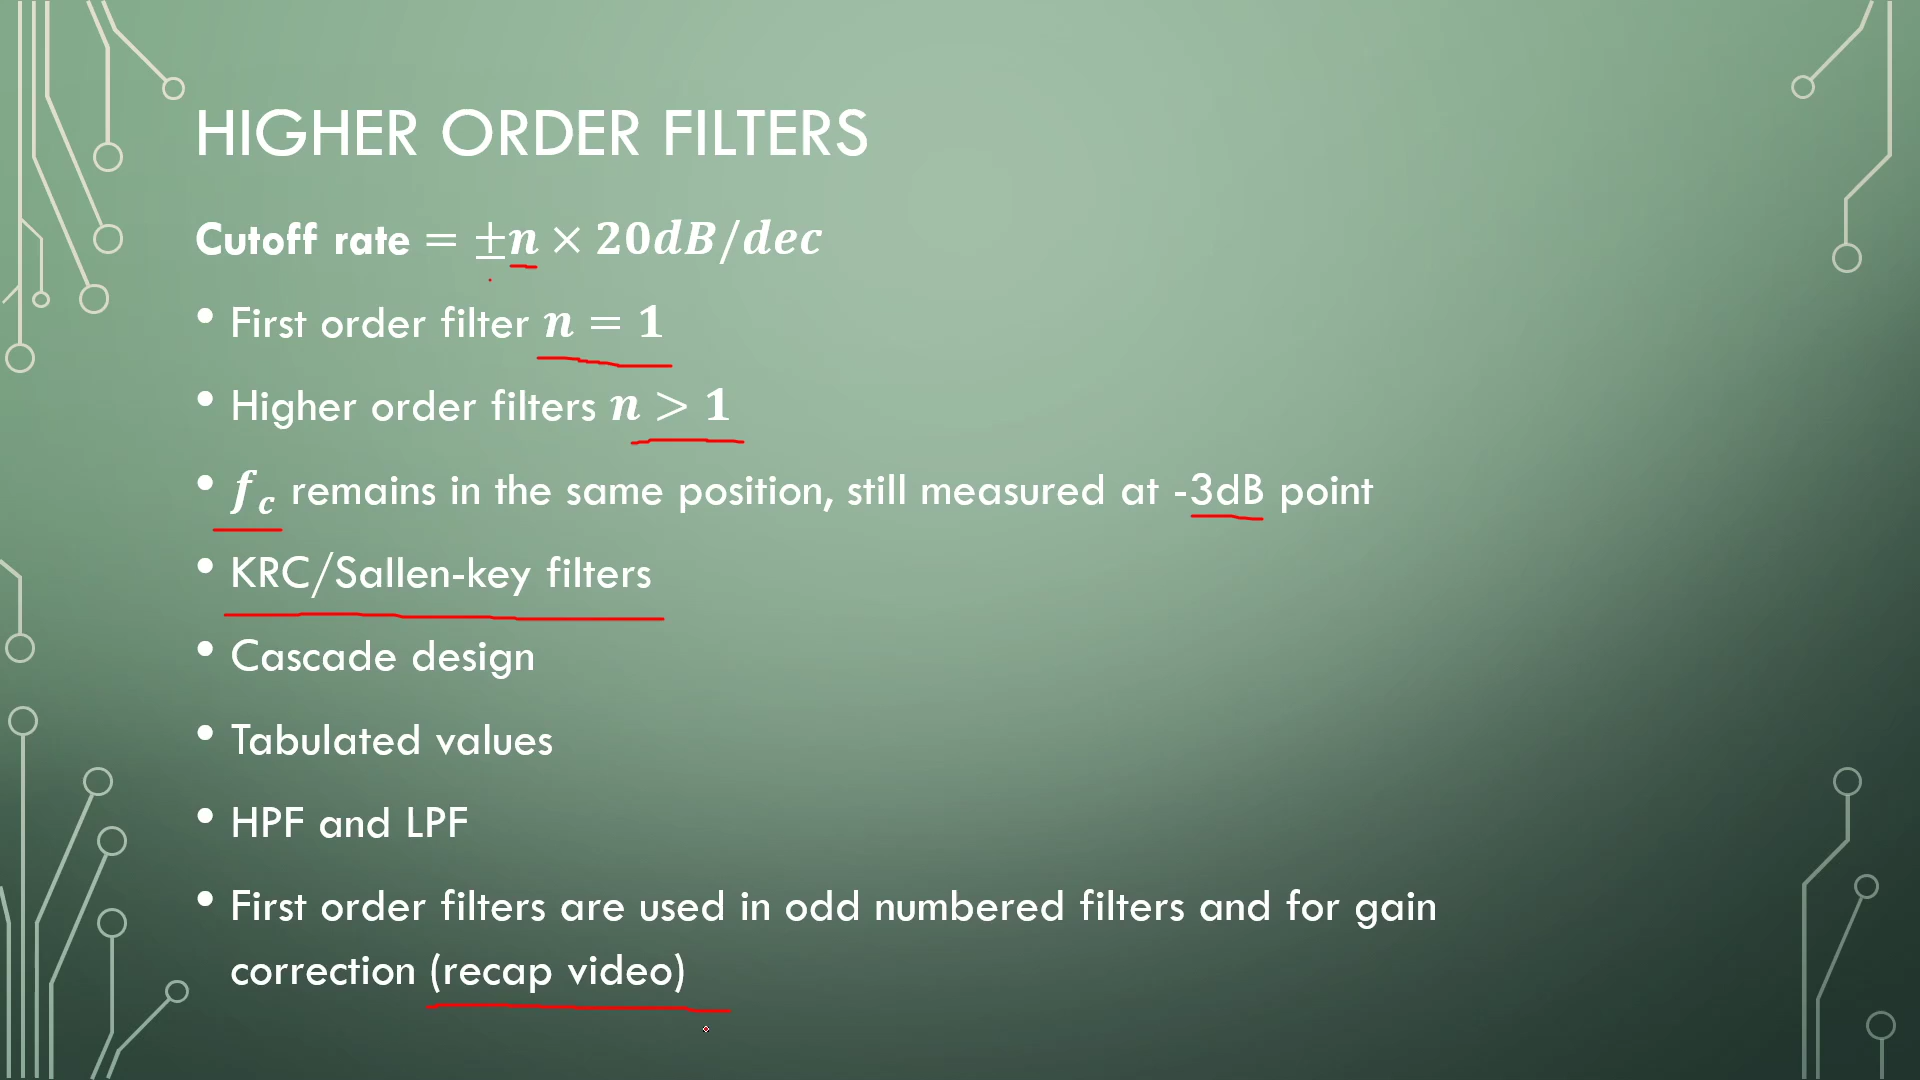 HIGHER ORDER FILTERS
Cutoff rate = ±n × 20dB/dec
• First order filter n = 1
• Higher order filters n > 1
• f_c remains in the same position, still measured at -3dB point
• KRC/Sallen-key filters
• Cascade design
• Tabulated values
• HPF and LPF
• First order filters are used in odd numbered filters and for gain
correction (recap video)